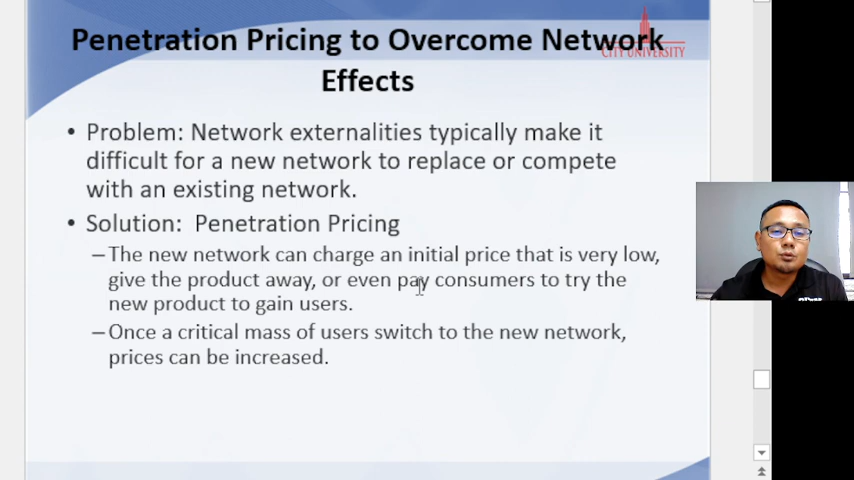 Penetration Pricing to Overcome Network
Effects
CITY UNIVERSITY
• Problem: Network externalities typically make it
difficult for a new network to replace or compete
with an existing network.
• Solution: Penetration Pricing
–The new network can charge an initial price that is very low,
give the product away, or even pay consumers to try the
new product to gain users.
–Once a critical mass of users switch to the new network,
prices can be increased.